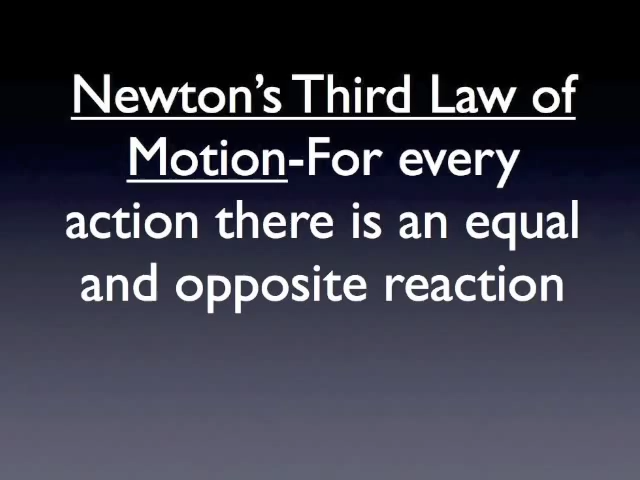 Newton’s Third Law of
Motion-For every
action there is an equal
and opposite reaction